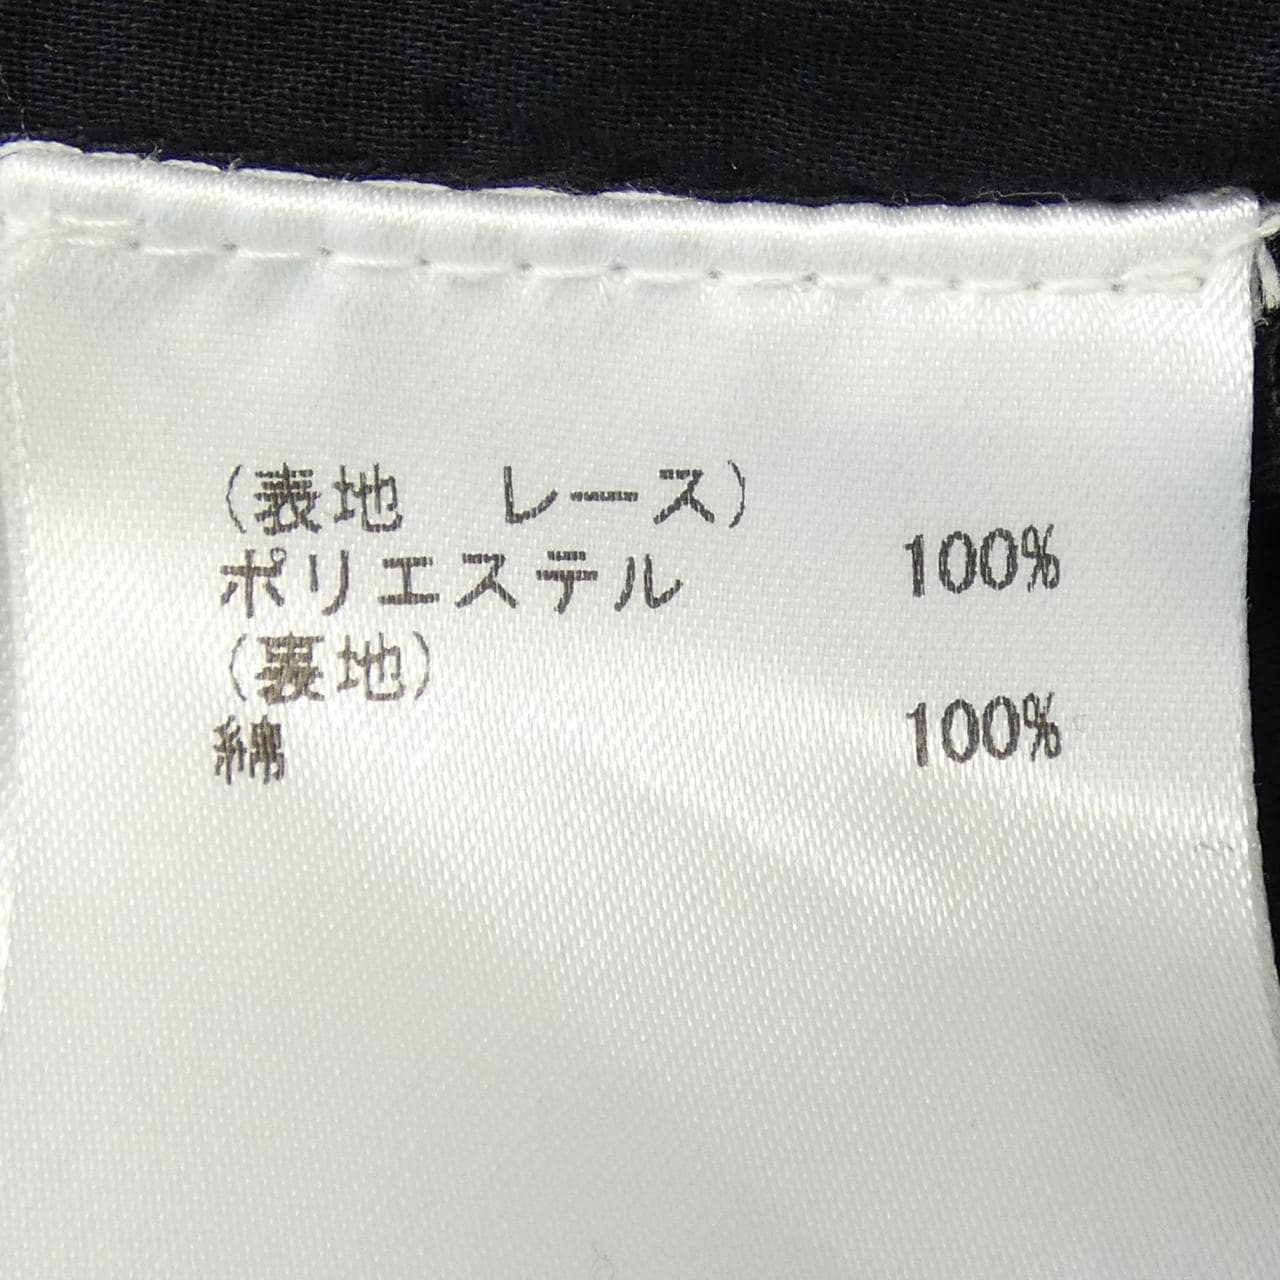 (表地　レース)
ポリエステル 100%
(裏地)
綿 100%